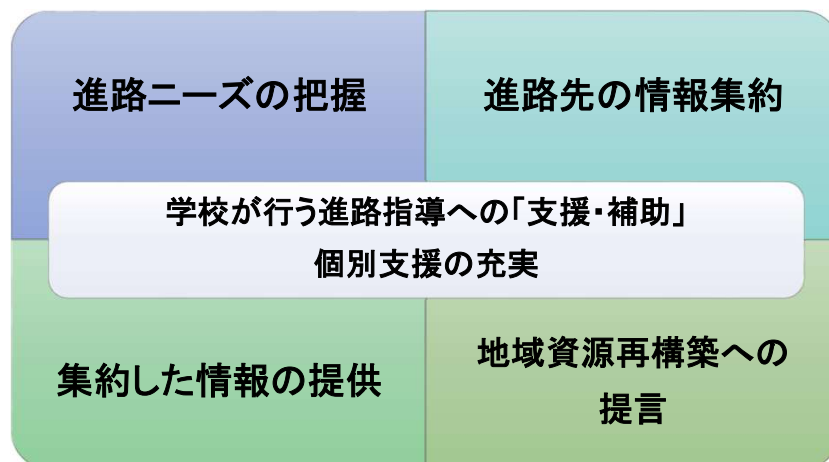 進路ニーズの把握
進路先の情報集約
学校が行う進路指導への「支援・補助」
個別支援の充実
集約した情報の提供
地域資源再構築への
提言